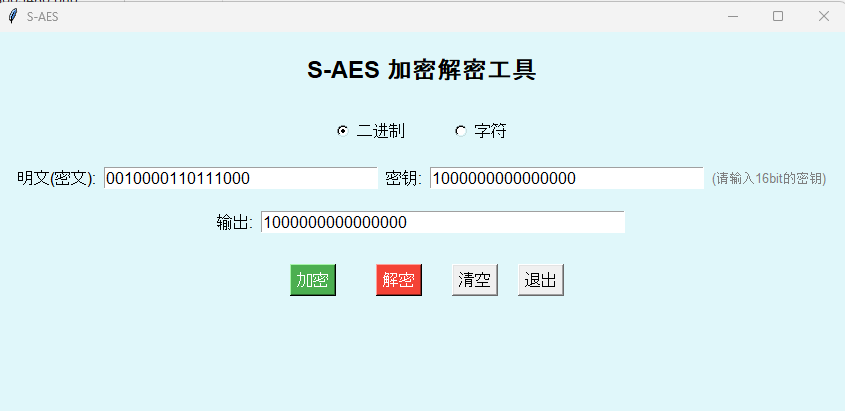 S-AES
S-AES 加密解密工具
二进制 字符
明文(密文): 0010000110111000 密钥: 1000000000000000 (请输入16bit的密钥)
输出: 1000000000000000
加密 解密 清空 退出